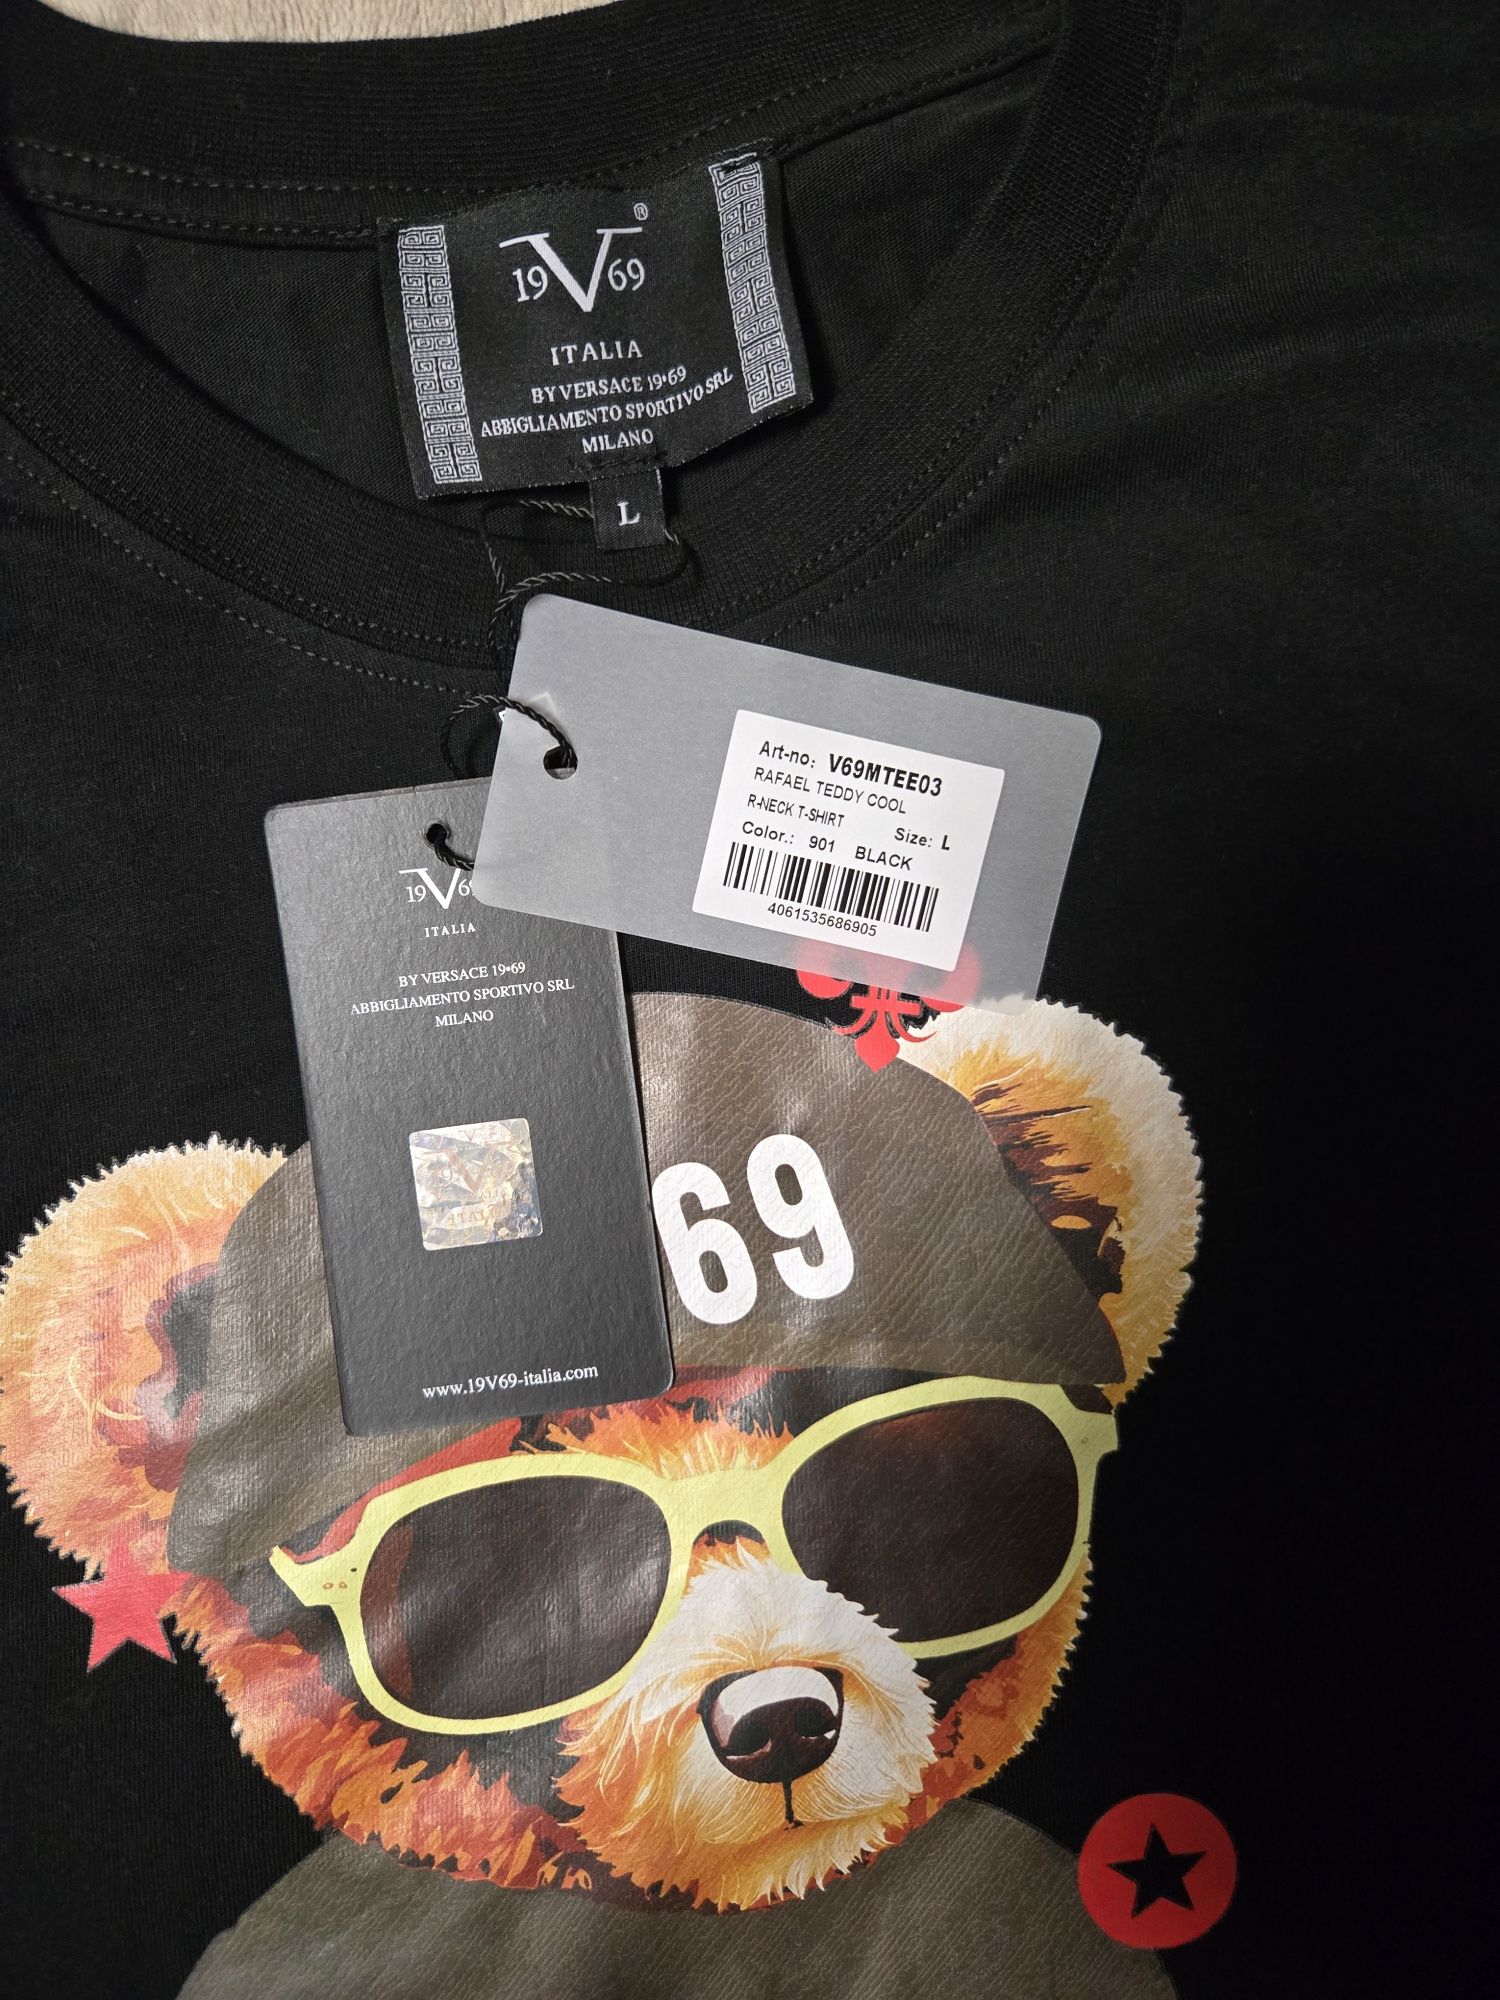 19V69®
ITALIA
BY VERSACE 19•69
ABBIGLIAMENTO SPORTIVO SRL
MILANO
L
Art-no: V69MTEE03
RAFAEL TEDDY COOL
R-NECK T-SHIRT Size: L
Color.: 901 BLACK
4061535686905
19V69
ITALIA
BY VERSACE 19•69
ABBIGLIAMENTO SPORTIVO SRL
MILANO
www.19V69-italia.com
69